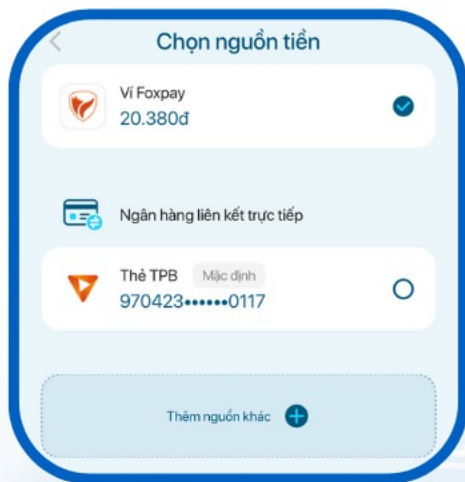 Chọn nguồn tiền
Ví Foxpay
20.380đ
Ngân hàng liên kết trực tiếp
Thẻ TPB Mặc định
970423••••••0117
Thêm nguồn khác